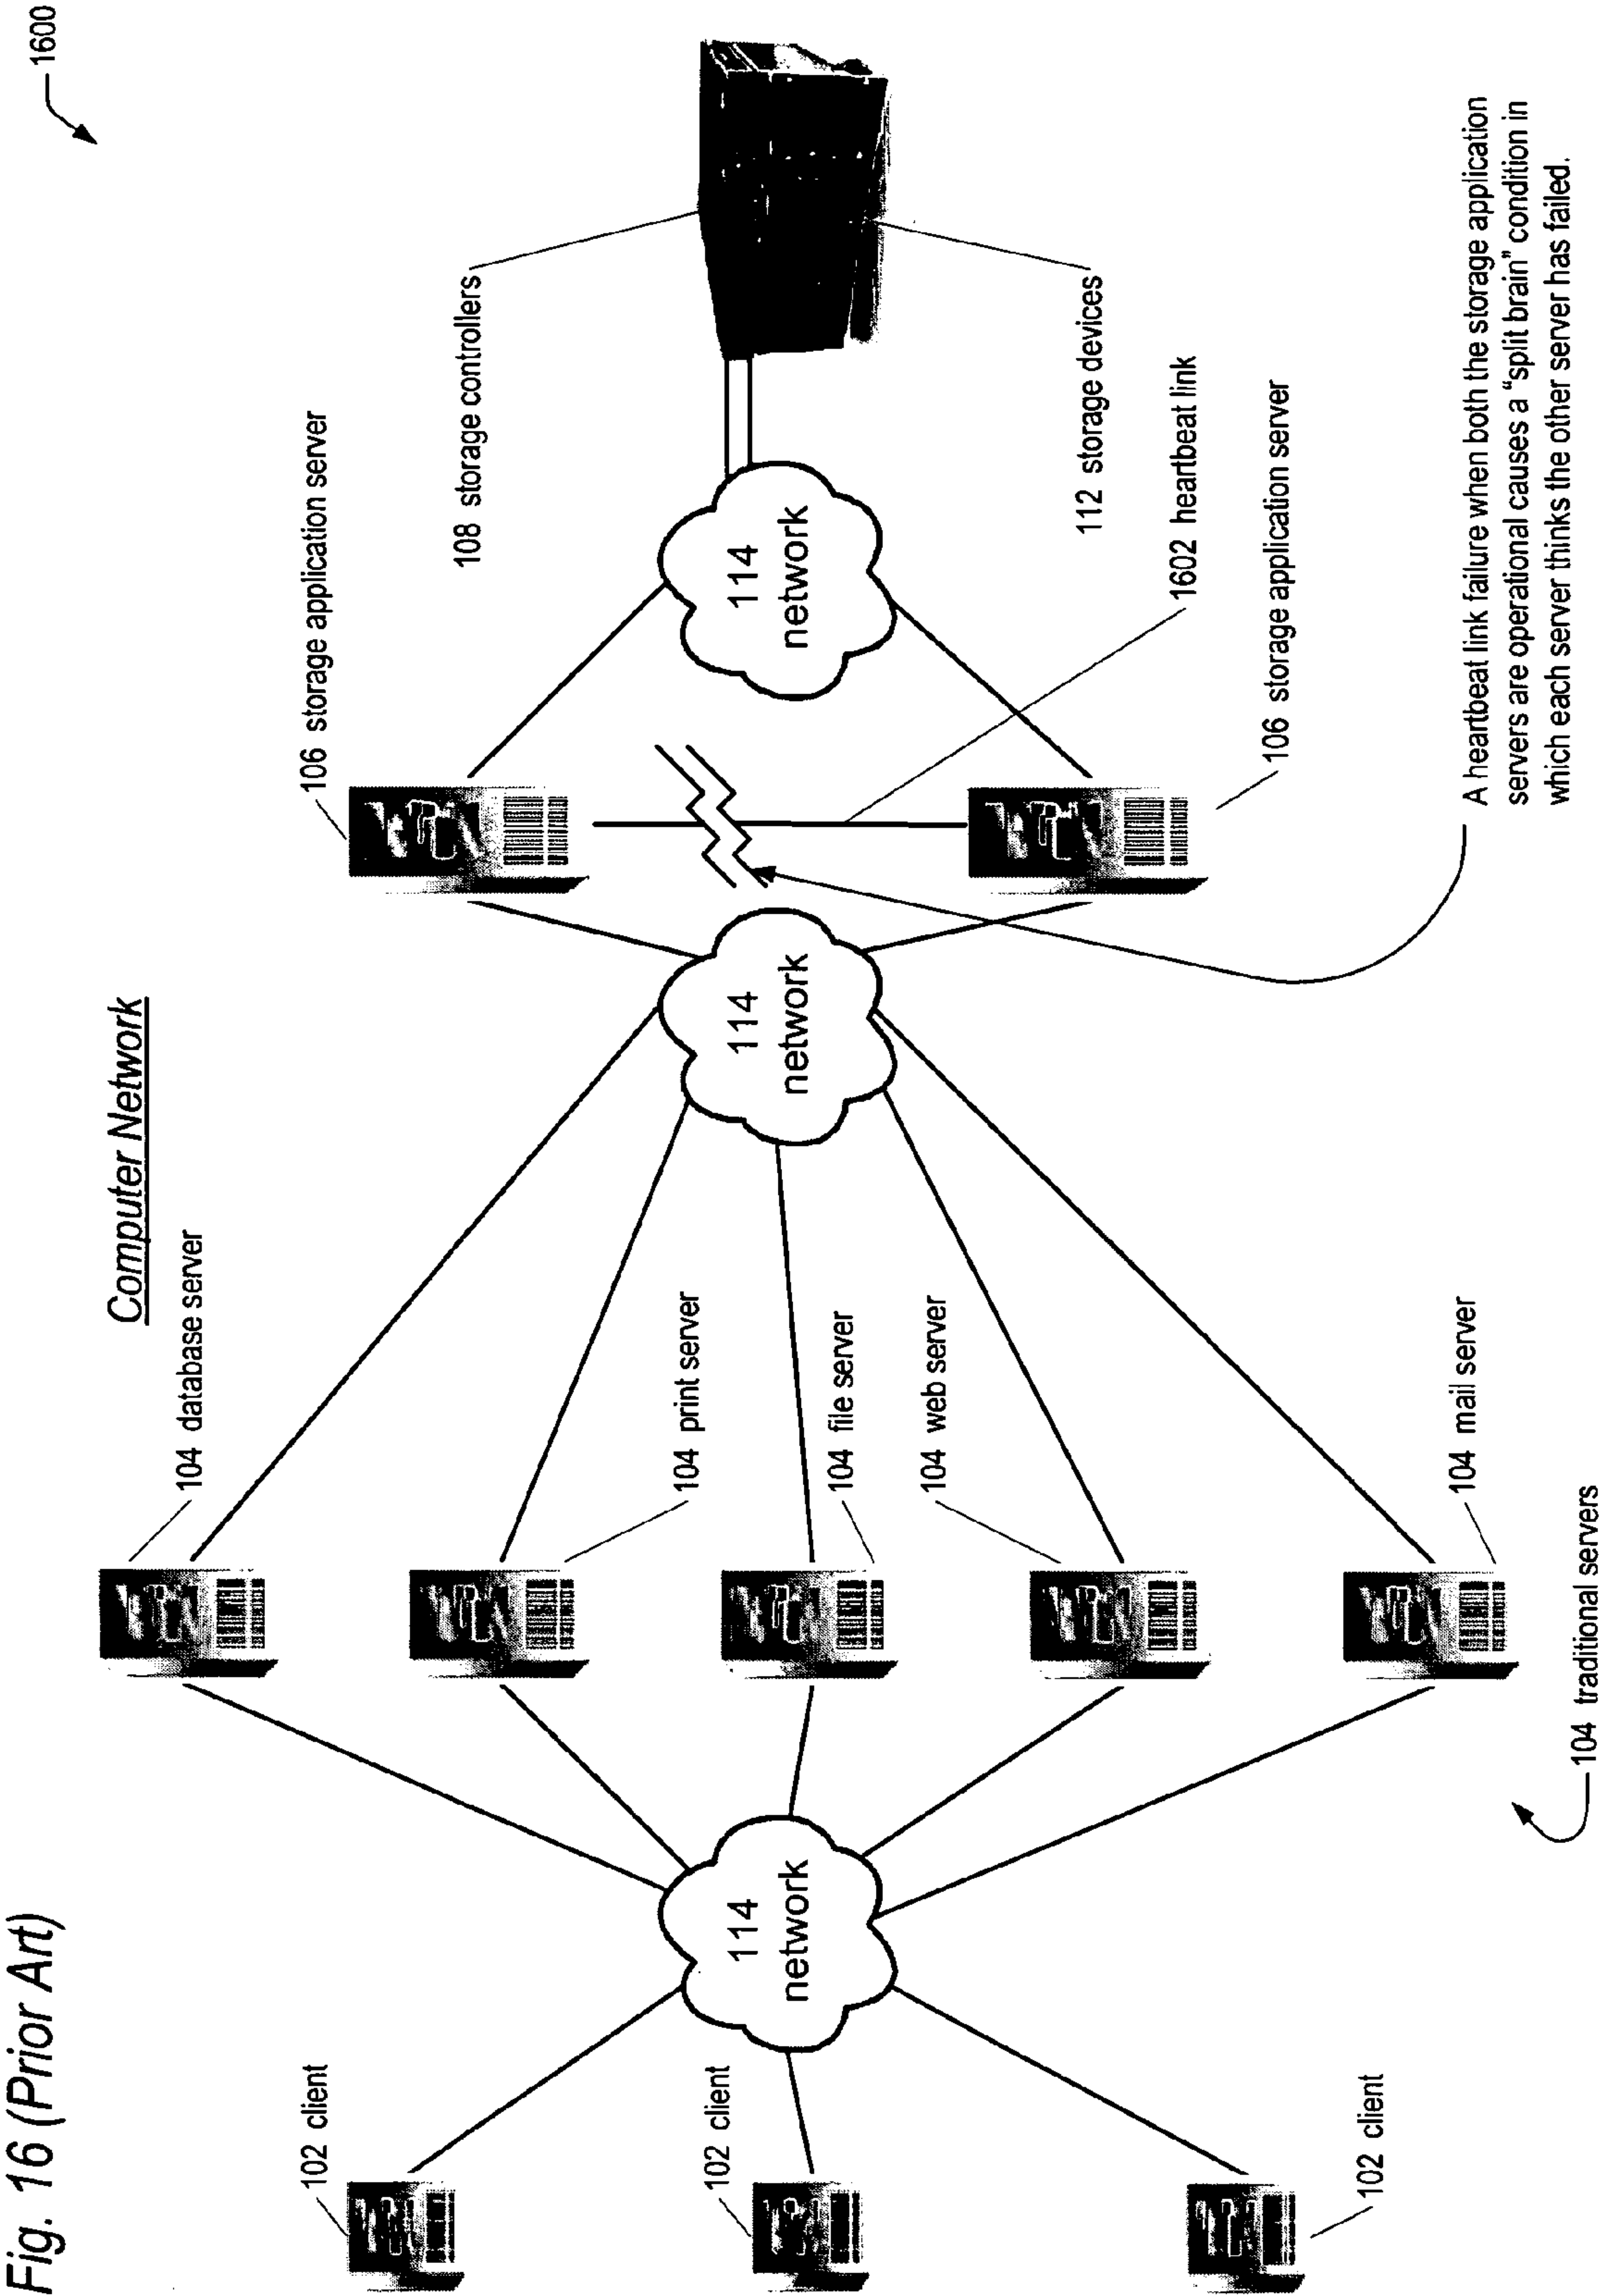 Fig. 16 (Prior Art)
1600
Computer Network
102 client
102 client
102 client
114
network
104 database server
104 print server
104 file server
104 web server
104 mail server
104 traditional servers
114
network
106 storage application server
108 storage controllers
114
network
112 storage devices
1602 heartbeat link
106 storage application server
A heartbeat link failure when both the storage application
servers are operational causes a “split brain” condition in
which each server thinks the other server has failed.